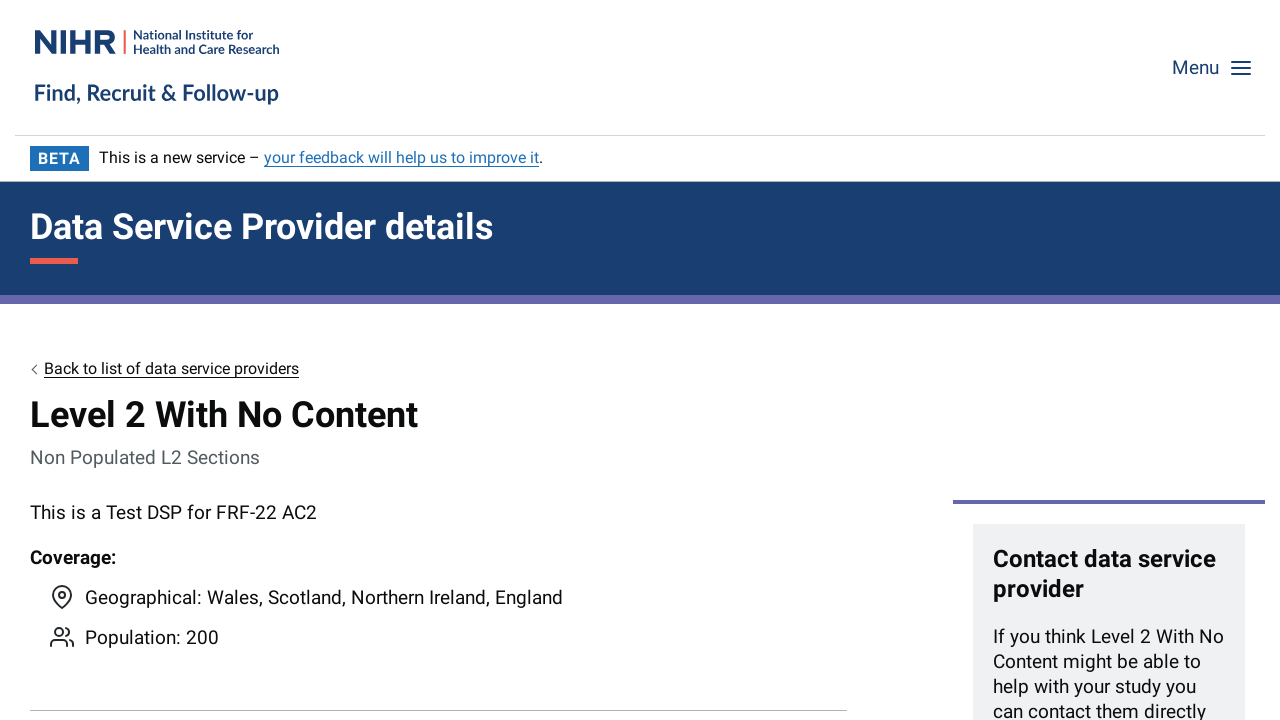 NIHR | National Institute for
Health and Care Research
Find, Recruit & Follow-up
Menu
BETA This is a new service – your feedback will help us to improve it.
Data Service Provider details
Back to list of data service providers
Level 2 With No Content
Non Populated L2 Sections
This is a Test DSP for FRF-22 AC2
Coverage:
Geographical: Wales, Scotland, Northern Ireland, England
Population: 200
Contact data service
provider
If you think Level 2 With No
Content might be able to
help with your study you
can contact them directly